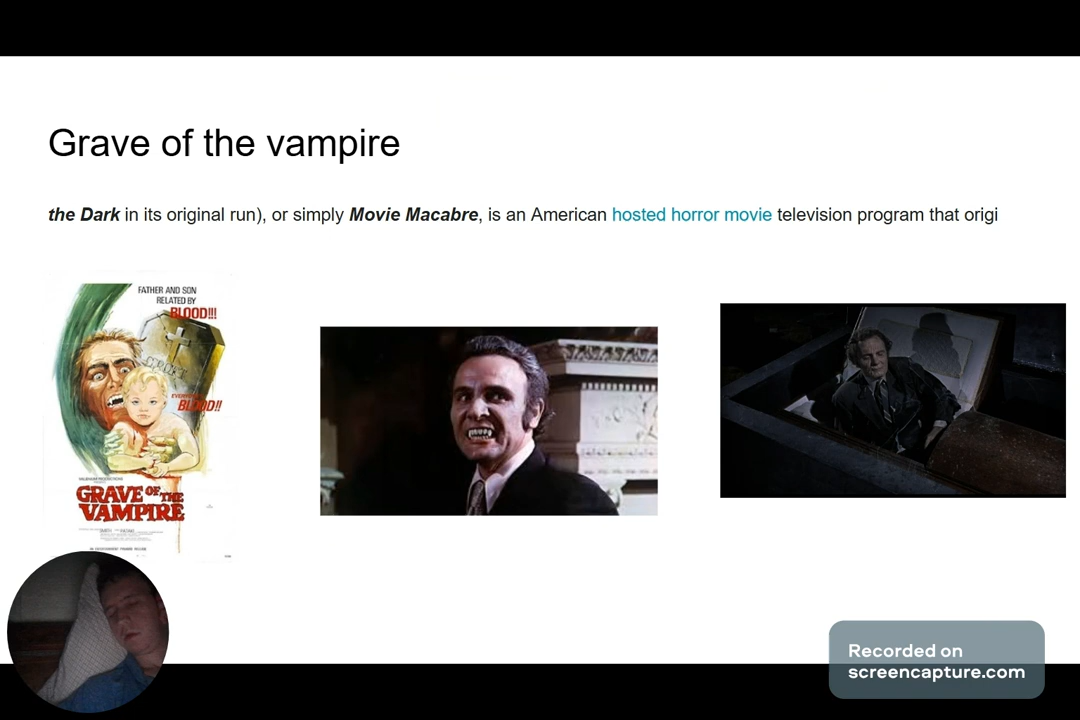 Grave of the vampire
the Dark in its original run), or simply Movie Macabre, is an American hosted horror movie television program that origi
FATHER AND SON
RELATED BY
BLOOD!!!
BLOOD!!
GRAVE OF THE
VAMPIRE
Recorded on
screencapture.com